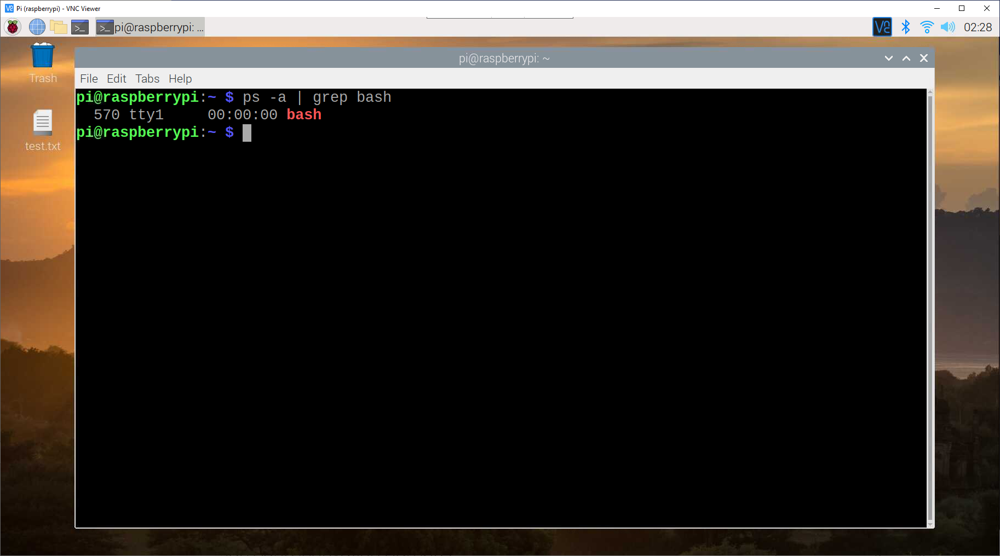 Pi (raspberrypi) - VNC Viewer
pi@raspberrypi: ...
02:28
Trash
test.txt
pi@raspberrypi: ~
File Edit Tabs Help
pi@raspberrypi:~ $ ps -a | grep bash
570 tty1 00:00:00 bash
pi@raspberrypi:~ $